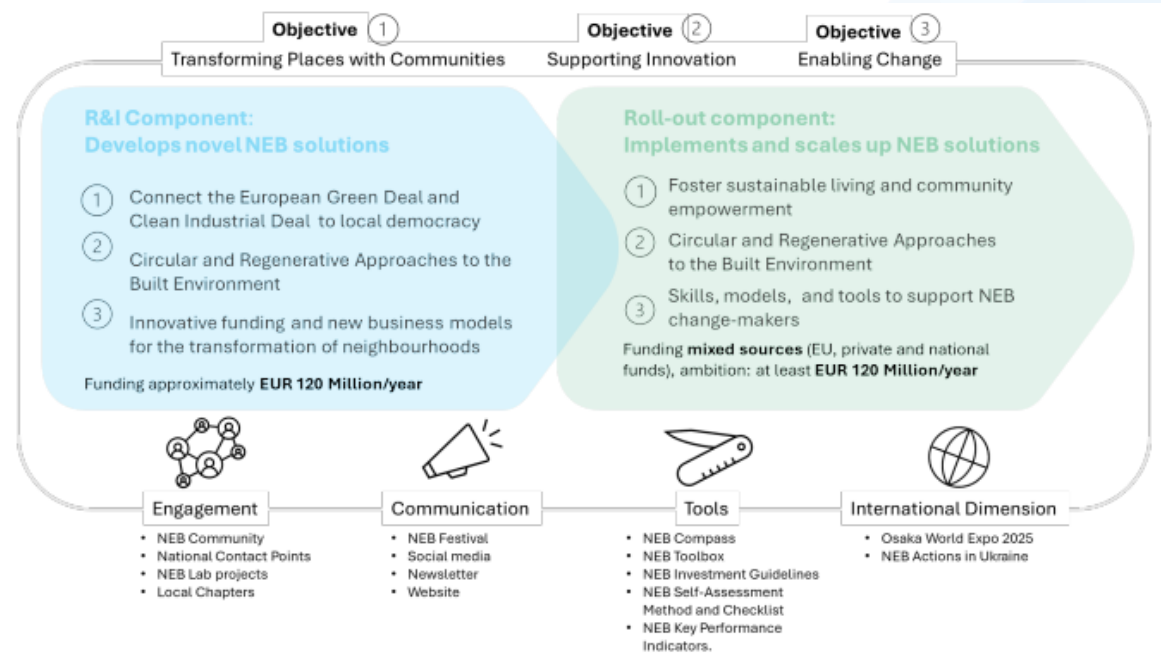 Objective 1
Transforming Places with Communities
Objective 2
Supporting Innovation
Objective 3
Enabling Change
R&I Component:
Develops novel NEB solutions
1 Connect the European Green Deal and
Clean Industrial Deal to local democracy
2 Circular and Regenerative Approaches to the
Built Environment
3 Innovative funding and new business models
for the transformation of neighbourhoods
Funding approximately EUR 120 Million/year
Roll-out component:
Implements and scales up NEB solutions
1 Foster sustainable living and community
empowerment
2 Circular and Regenerative Approaches
to the Built Environment
3 Skills, models, and tools to support NEB
change-makers
Funding mixed sources (EU, private and national
funds), ambition: at least EUR 120 Million/year
Engagement
• NEB Community
• National Contact Points
• NEB Lab projects
• Local Chapters
Communication
• NEB Festival
• Social media
• Newsletter
• Website
Tools
• NEB Compass
• NEB Toolbox
• NEB Investment Guidelines
• NEB Self-Assessment
Method and Checklist
• NEB Key Performance
Indicators.
International Dimension
• Osaka World Expo 2025
• NEB Actions in Ukraine